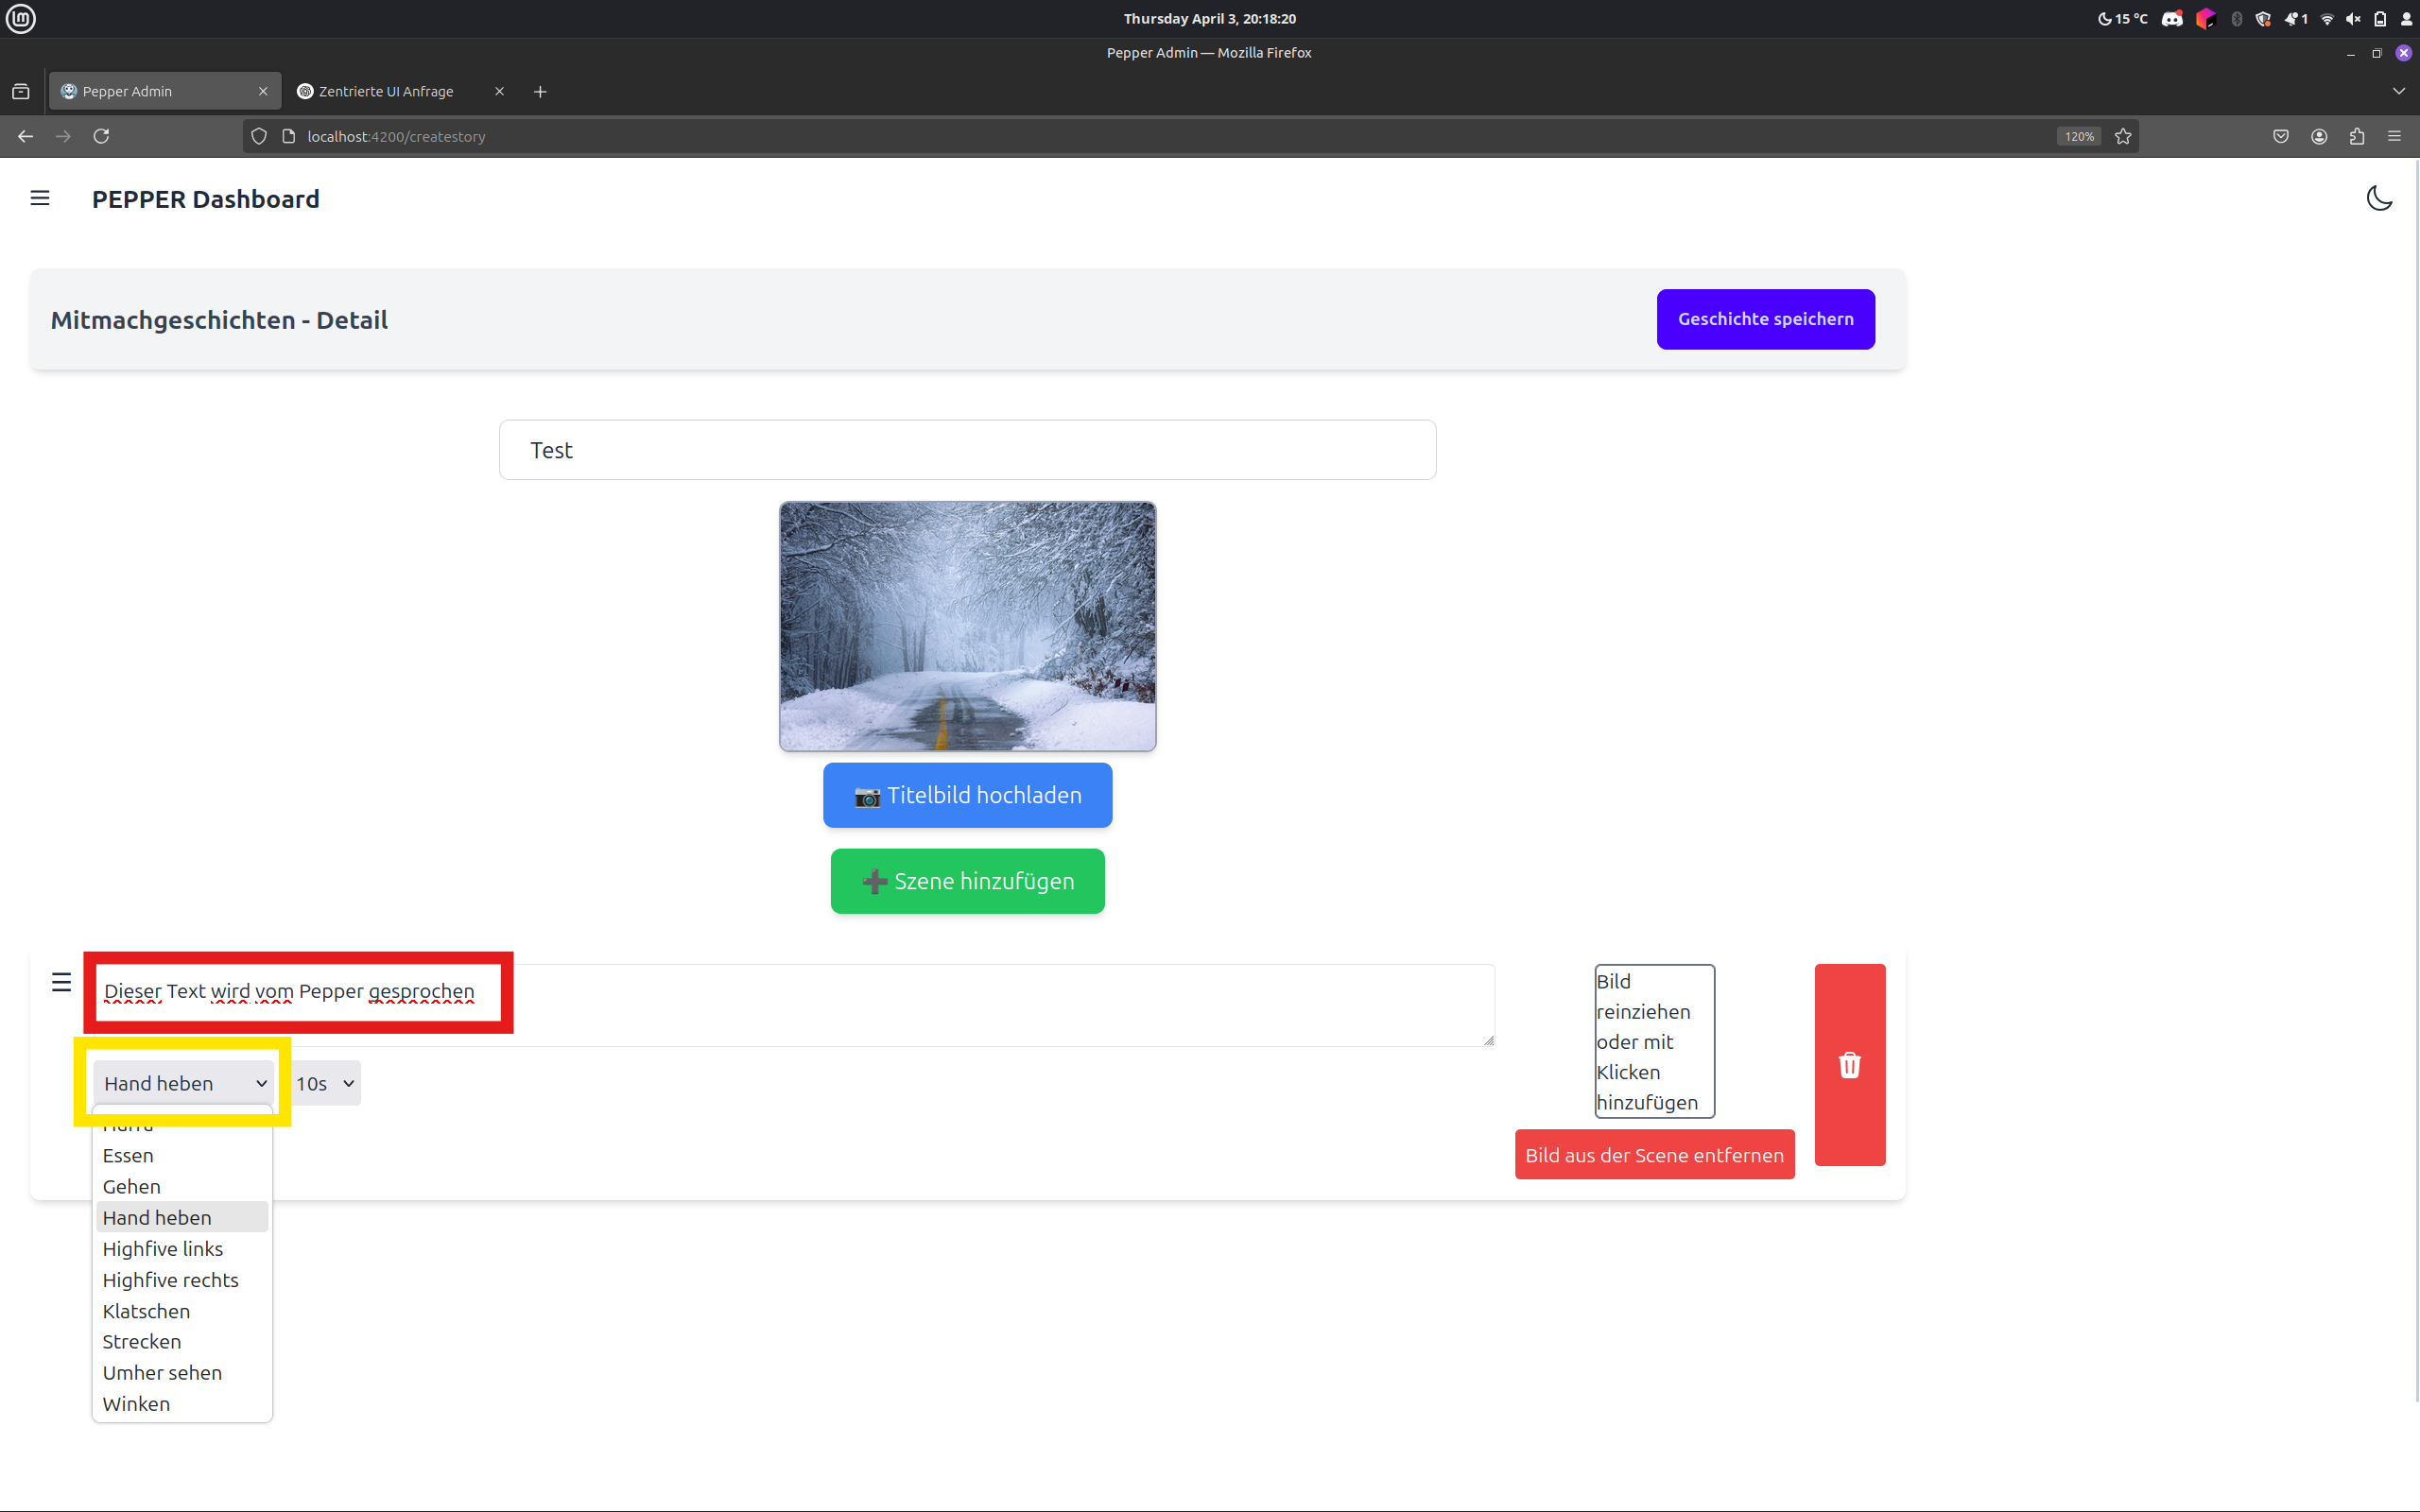 Thursday April 3, 20:18:20
15 °C
1
Pepper Admin — Mozilla Firefox
Pepper Admin
Zentrierte UI Anfrage
localhost:4200/createstory
120%
PEPPER Dashboard
Mitmachgeschichten - Detail
Geschichte speichern
Test
Titelbild hochladen
Szene hinzufügen
Dieser Text wird vom Pepper gesprochen
Bild
reinziehen
oder mit
Klicken
hinzufügen
Hand heben
10s
Bild aus der Scene entfernen
Hurra
Essen
Gehen
Hand heben
Highfive links
Highfive rechts
Klatschen
Strecken
Umher sehen
Winken